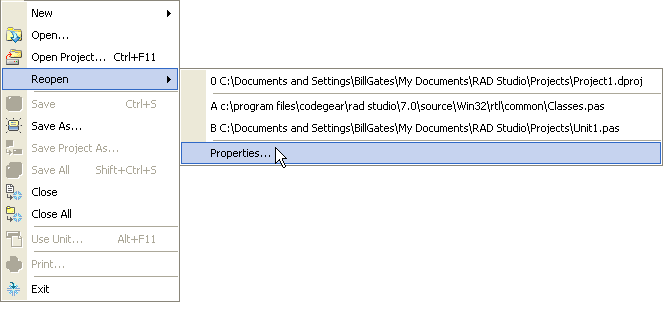 New
Open...
Open Project... Ctrl+F11
Reopen
Save Ctrl+S
Save As...
Save Project As...
Save All Shift+Ctrl+S
Close
Close All
Use Unit... Alt+F11
Print...
Exit
0 C:\Documents and Settings\BillGates\My Documents\RAD Studio\Projects\Project1.dproj
A c:\program files\codegear\rad studio\7.0\source\Win32\rtl\common\Classes.pas
B C:\Documents and Settings\BillGates\My Documents\RAD Studio\Projects\Unit1.pas
Properties...